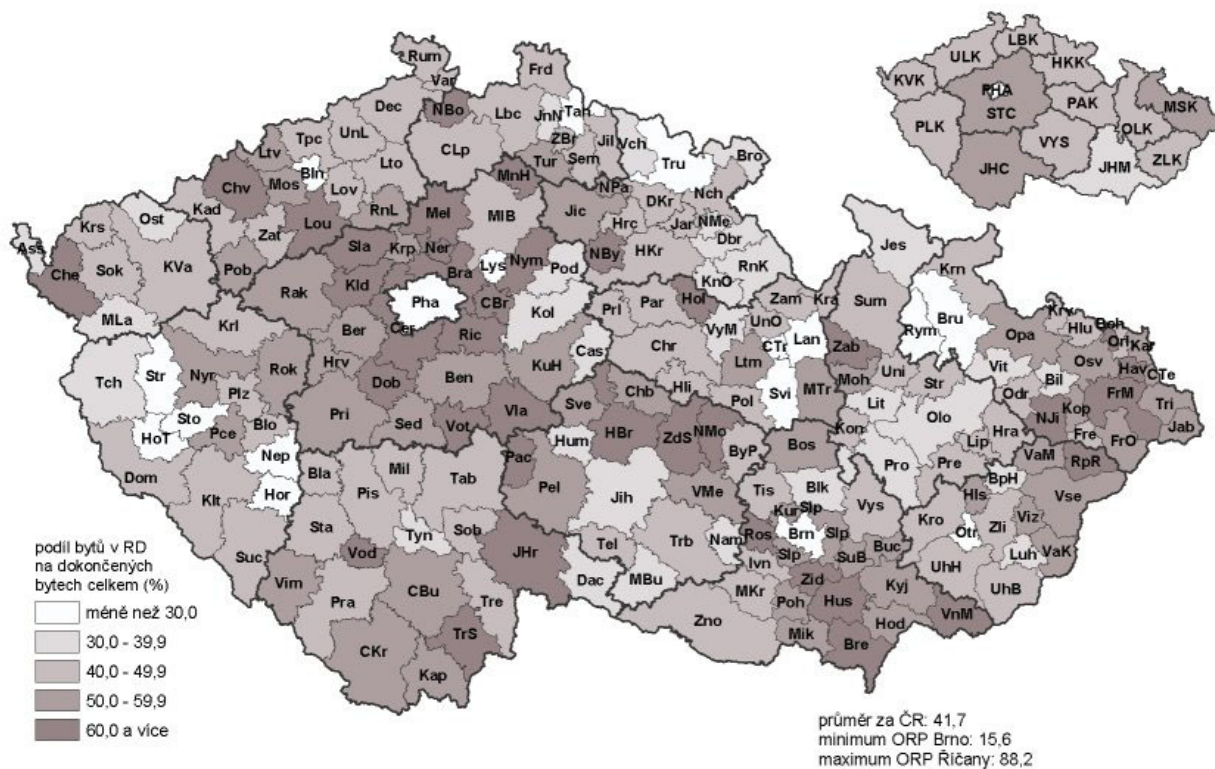 Rum
Frd
Var
Dec
NBo
Lbc
JnN
Tan
Tpc
UnL
CLp
ZBr
Jil
Vch
Tru
Bro
Ltv
Bln
Lto
Tur
Sem
Chv
Mos
Lov
MnH
NPa
Nch
Kad
Lou
RnL
Mel
MlB
Jic
DKr
Ost
Zat
Hrc
Jar
NMe
Krs
Ass
Sla
Krp
Ner
Dbr
Che
Sok
KVa
Pob
Bra
Lys
Nym
Pod
NBy
HKr
RnK
Jes
Rak
Kld
KnO
Krn
Pha
CBr
Kol
Prl
Par
Hol
Zam
Kra
Sum
MLa
Krl
Ber
Cer
Ric
VyM
UnO
Rym
Bru
Opa
Krv
Hlu
Boh
Orl
Kar
Tch
Str
Nyr
Rok
Hrv
Cas
Chr
CTr
Lan
Zab
KuH
Ltm
Osv
Hav
CTe
Plz
Dob
Ben
Hli
MTr
Moh
Uni
Str
Vit
Bil
Sto
Pri
Chb
Pol
Svi
Lit
Olo
Odr
FrM
HoT
Pce
Blo
Sed
Vot
Vla
Sve
NJi
Kop
Tri
Jab
HBr
ZdS
NMo
Kon
Hra
Fre
FrO
Nep
Hum
ByP
Bos
Lip
Dom
Bla
Mil
Tab
Pac
Pro
Pre
VaM
RpR
Klt
Hor
Pis
Pel
Jih
VMe
Tis
Blk
BpH
Sta
Tyn
Sob
Kur
Slp
Vys
Kro
Hls
Vse
Suc
Vod
JHr
Tel
Trb
Nam
Ros
Brn
Slp
Otr
Zli
Viz
Vim
Slp
SuB
Buc
Luh
VaK
Ivn
UhH
Dac
MBu
MKr
Zid
Kyj
UhB
Pra
CBu
Tre
Zno
Poh
Hus
VnM
TrS
Mik
Hod
CKr
Bre
Kap
LBK
ULK
HKK
KVK
PHA
STC
PAK
MSK
PLK
VYS
OLK
JHC
JHM
ZLK
podíl bytů v RD
na dokončených
bytech celkem (%)
méně než 30,0
30,0 - 39,9
40,0 - 49,9
50,0 - 59,9
60,0 a více
průměr za ČR: 41,7
minimum ORP Brno: 15,6
maximum ORP Říčany: 88,2